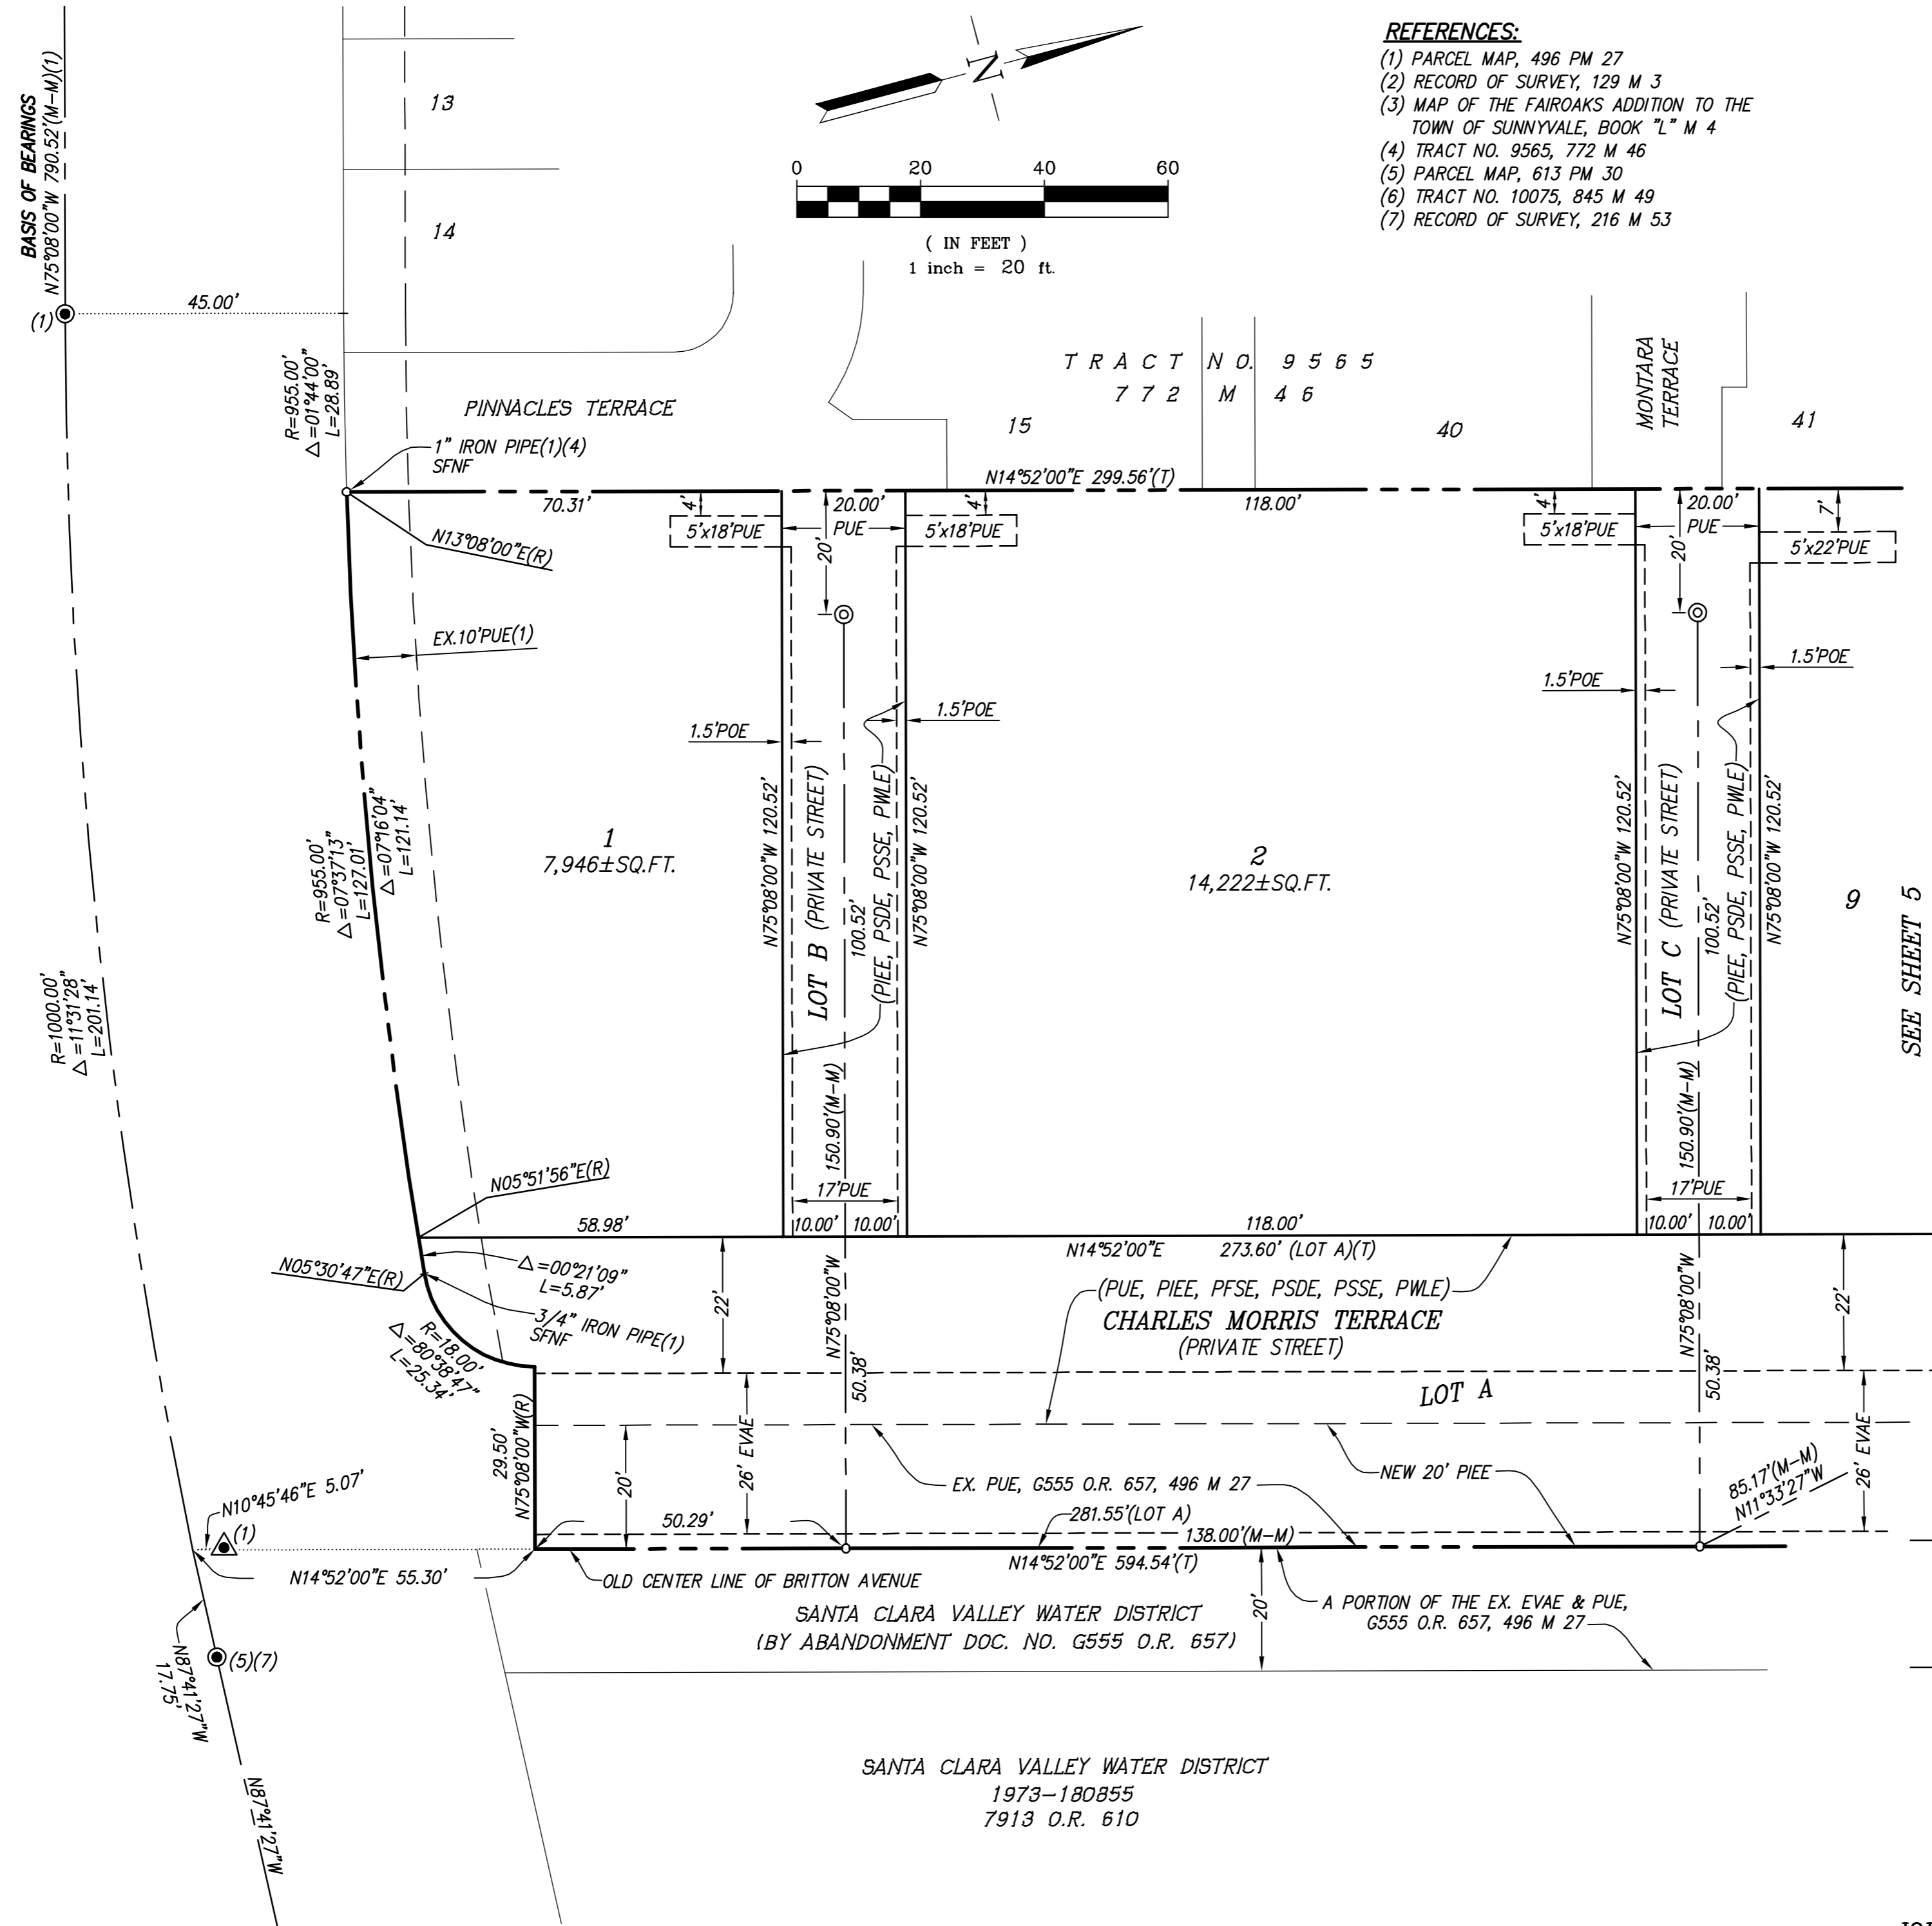 REFERENCES:
(1) PARCEL MAP, 496 PM 27
(2) RECORD OF SURVEY, 129 M 3
(3) MAP OF THE FAIROAKS ADDITION TO THE
TOWN OF SUNNYVALE, BOOK "L" M 4
(4) TRACT NO. 9565, 772 M 46
(5) PARCEL MAP, 613 PM 30
(6) TRACT NO. 10075, 845 M 49
(7) RECORD OF SURVEY, 216 M 53
N
0 20 40 60
( IN FEET )
1 inch = 20 ft.
BASIS OF BEARINGS
N75°08'00"W 790.52'(M-M)(1)
13
14
(1)
45.00'
R=955.00'
△=01°44'00"
L=28.89'
PINNACLES TERRACE
1" IRON PIPE(1)(4)
SFNF
TRACT NO. 9565
772 M 46
15
40
MONTARA
TERRACE
41
N14°52'00"E 299.56'(T)
70.31'
4'
20.00'
4'
118.00'
4'
20.00'
7'
5'x18'PUE
PUE
5'x18'PUE
5'x18'PUE
PUE
5'x22'PUE
20'
20'
N13°08'00"E(R)
EX.10'PUE(1)
1.5'POE
1.5'POE
1.5'POE
1.5'POE
R=955.00'
△=07°37'13"
L=127.01'
△=07°16'04"
L=121.14'
1
7,946±SQ.FT.
N75°08'00"W 120.52'
LOT B (PRIVATE STREET)
100.52'
(PIEE, PSDE, PSSE, PWLE)
N75°08'00"W 120.52'
2
14,222±SQ.FT.
N75°08'00"W 120.52'
LOT C (PRIVATE STREET)
100.52'
(PIEE, PSDE, PSSE, PWLE)
N75°08'00"W 120.52'
9
SEE SHEET 5
R=1000.00'
△=11°31'28"
L=201.14'
150.90'(M-M)
150.90'(M-M)
N05°51'56"E(R)
17'PUE
17'PUE
58.98'
10.00' 10.00'
118.00'
10.00' 10.00'
N14°52'00"E 273.60' (LOT A)(T)
N05°30'47"E(R)
△=00°21'09"
L=5.87'
3/4" IRON PIPE(1)
SFNF
22'
N75°08'00"W
50.38'
(PUE, PIEE, PFSE, PSDE, PSSE, PWLE)
CHARLES MORRIS TERRACE
(PRIVATE STREET)
N75°08'00"W
50.38'
22'
R=18.00'
△=80°38'47"
L=25.34'
LOT A
29.50'
N75°08'00"W(R)
20'
26' EVAE
EX. PUE, G555 O.R. 657, 496 M 27
NEW 20' PIEE
85.17'(M-M)
N11°33'27"W
26' EVAE
N10°45'46"E 5.07'
(1)
50.29'
281.55'(LOT A)
138.00'(M-M)
N14°52'00"E 594.54'(T)
N14°52'00"E 55.30'
OLD CENTER LINE OF BRITTON AVENUE
20'
A PORTION OF THE EX. EVAE & PUE,
G555 O.R. 657, 496 M 27
SANTA CLARA VALLEY WATER DISTRICT
(BY ABANDONMENT DOC. NO. G555 O.R. 657)
N87°41'27"W
17.75'
(5)(7)
N87°41'27"W
SANTA CLARA VALLEY WATER DISTRICT
1973-180855
7913 O.R. 610